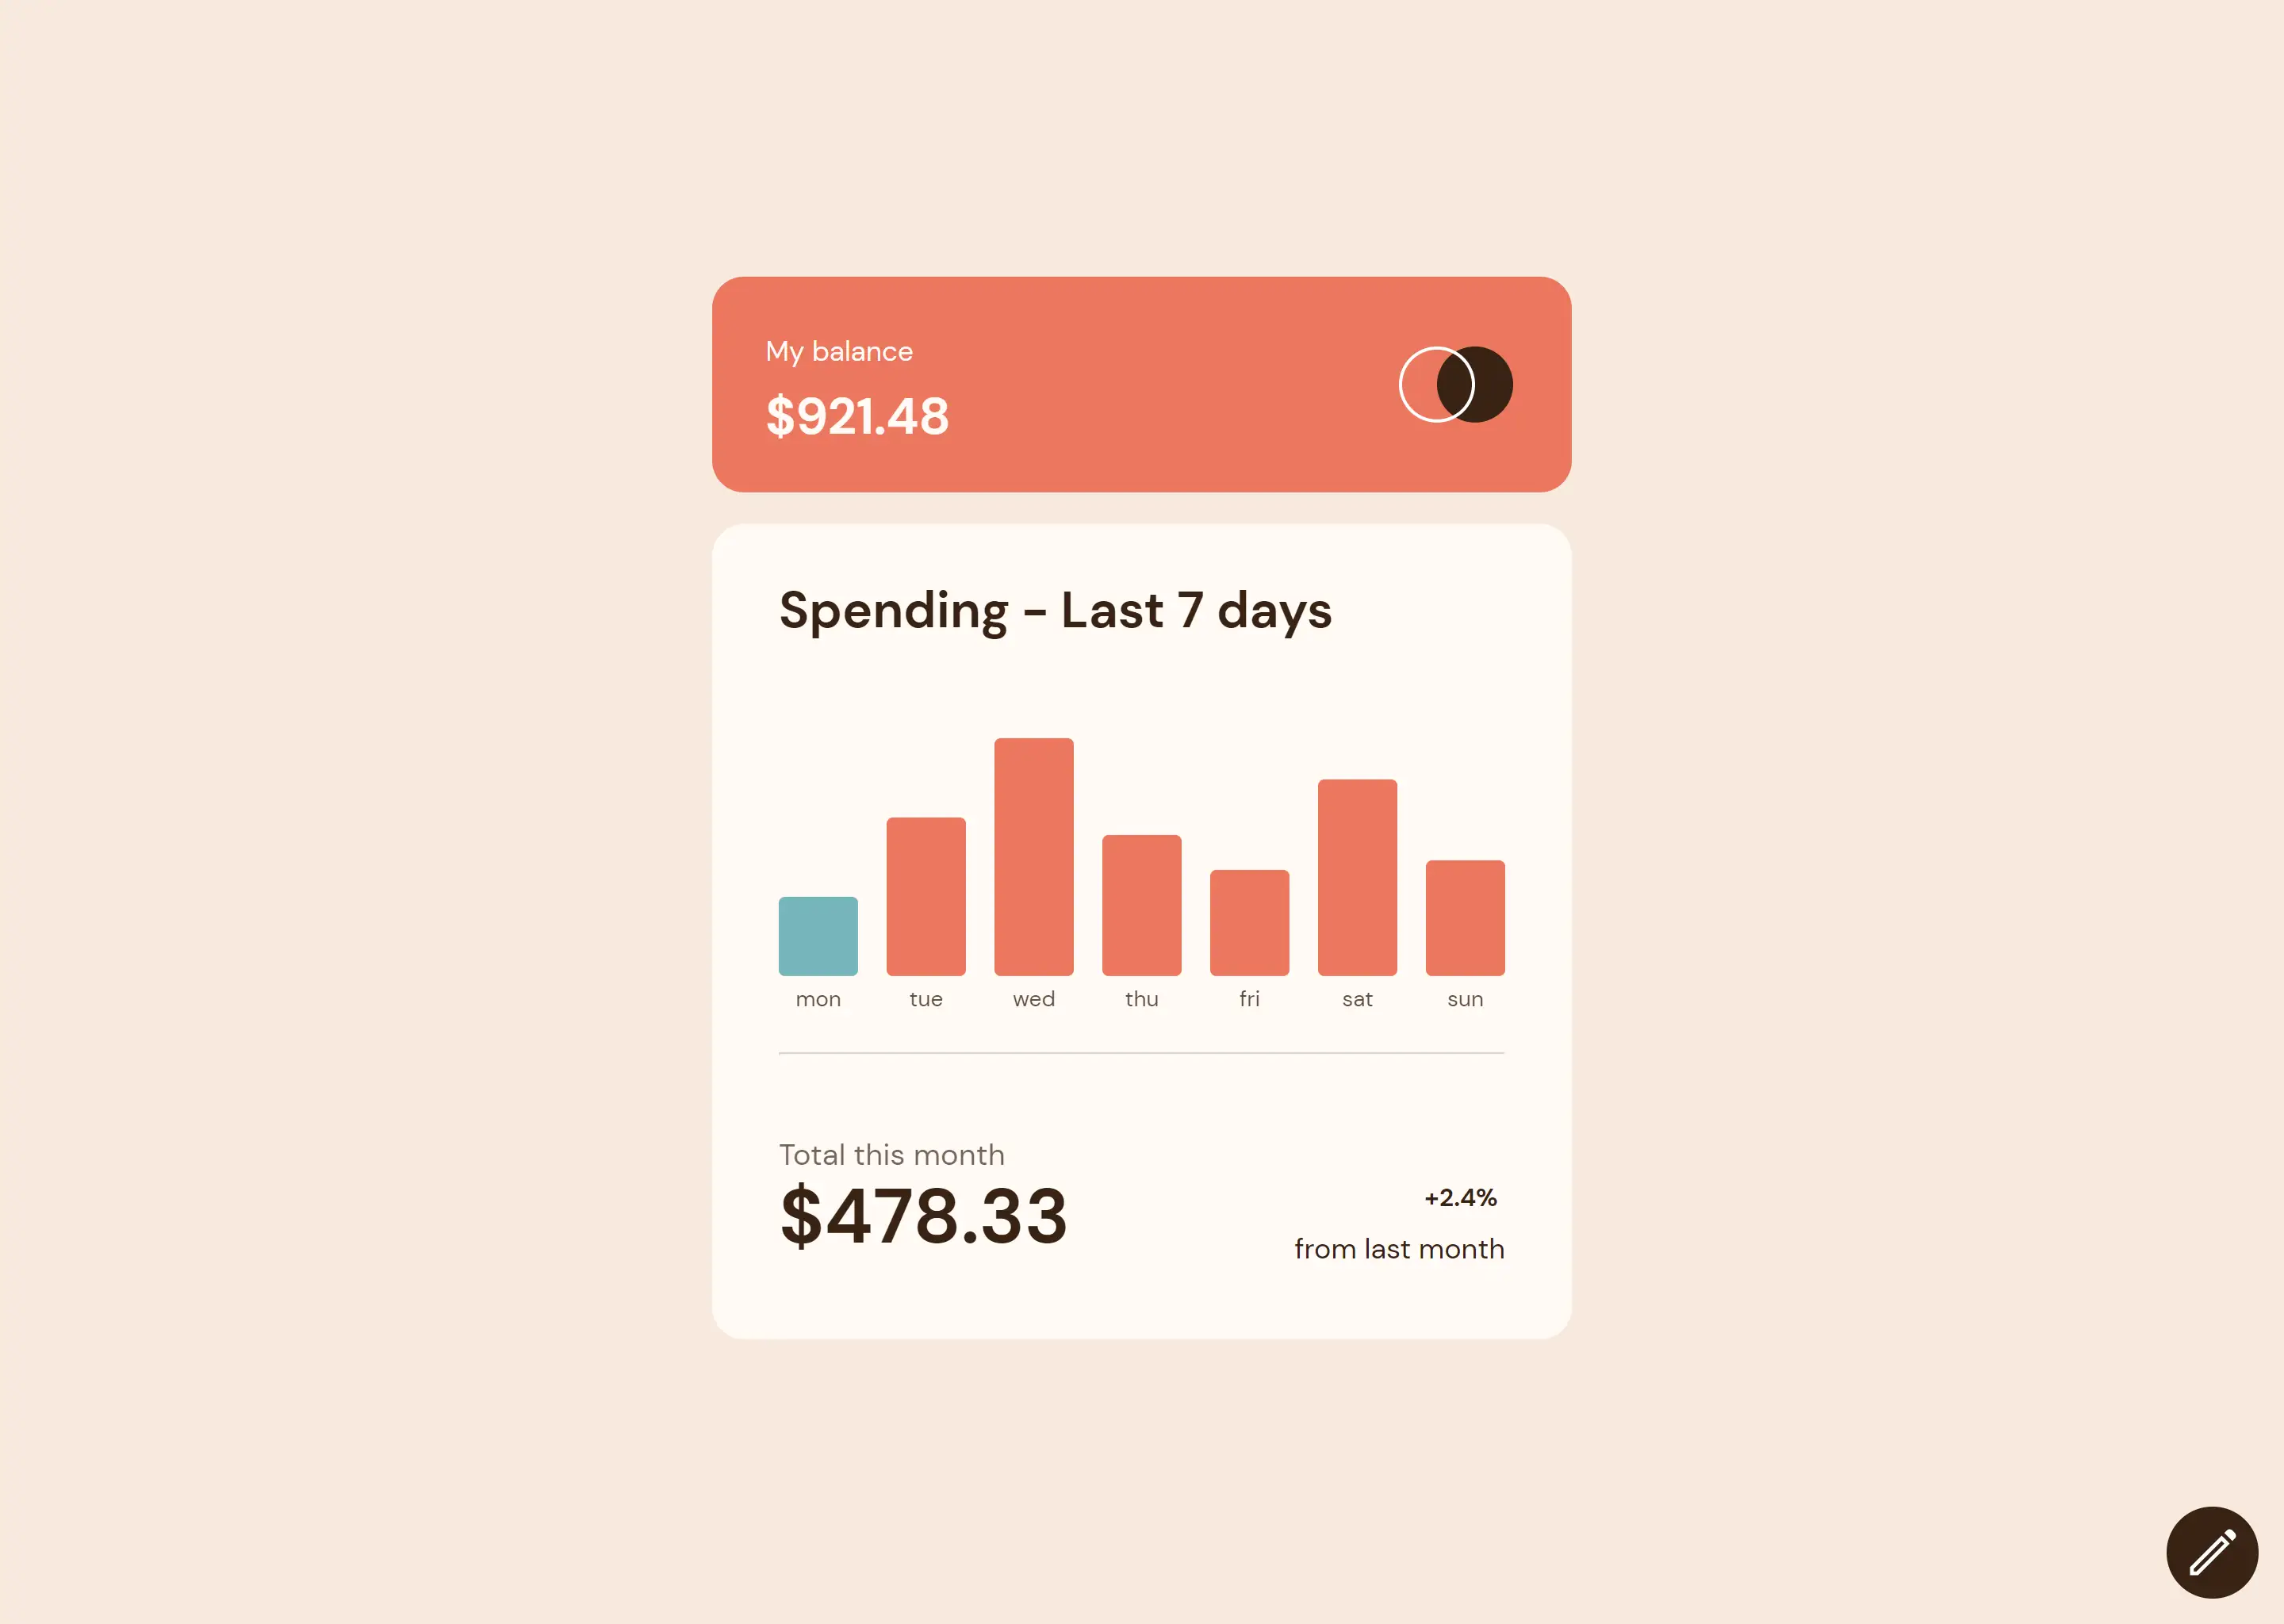 My balance
$921.48
Spending - Last 7 days
mon tue wed thu fri sat sun
Total this month
$478.33
+2.4%
from last month